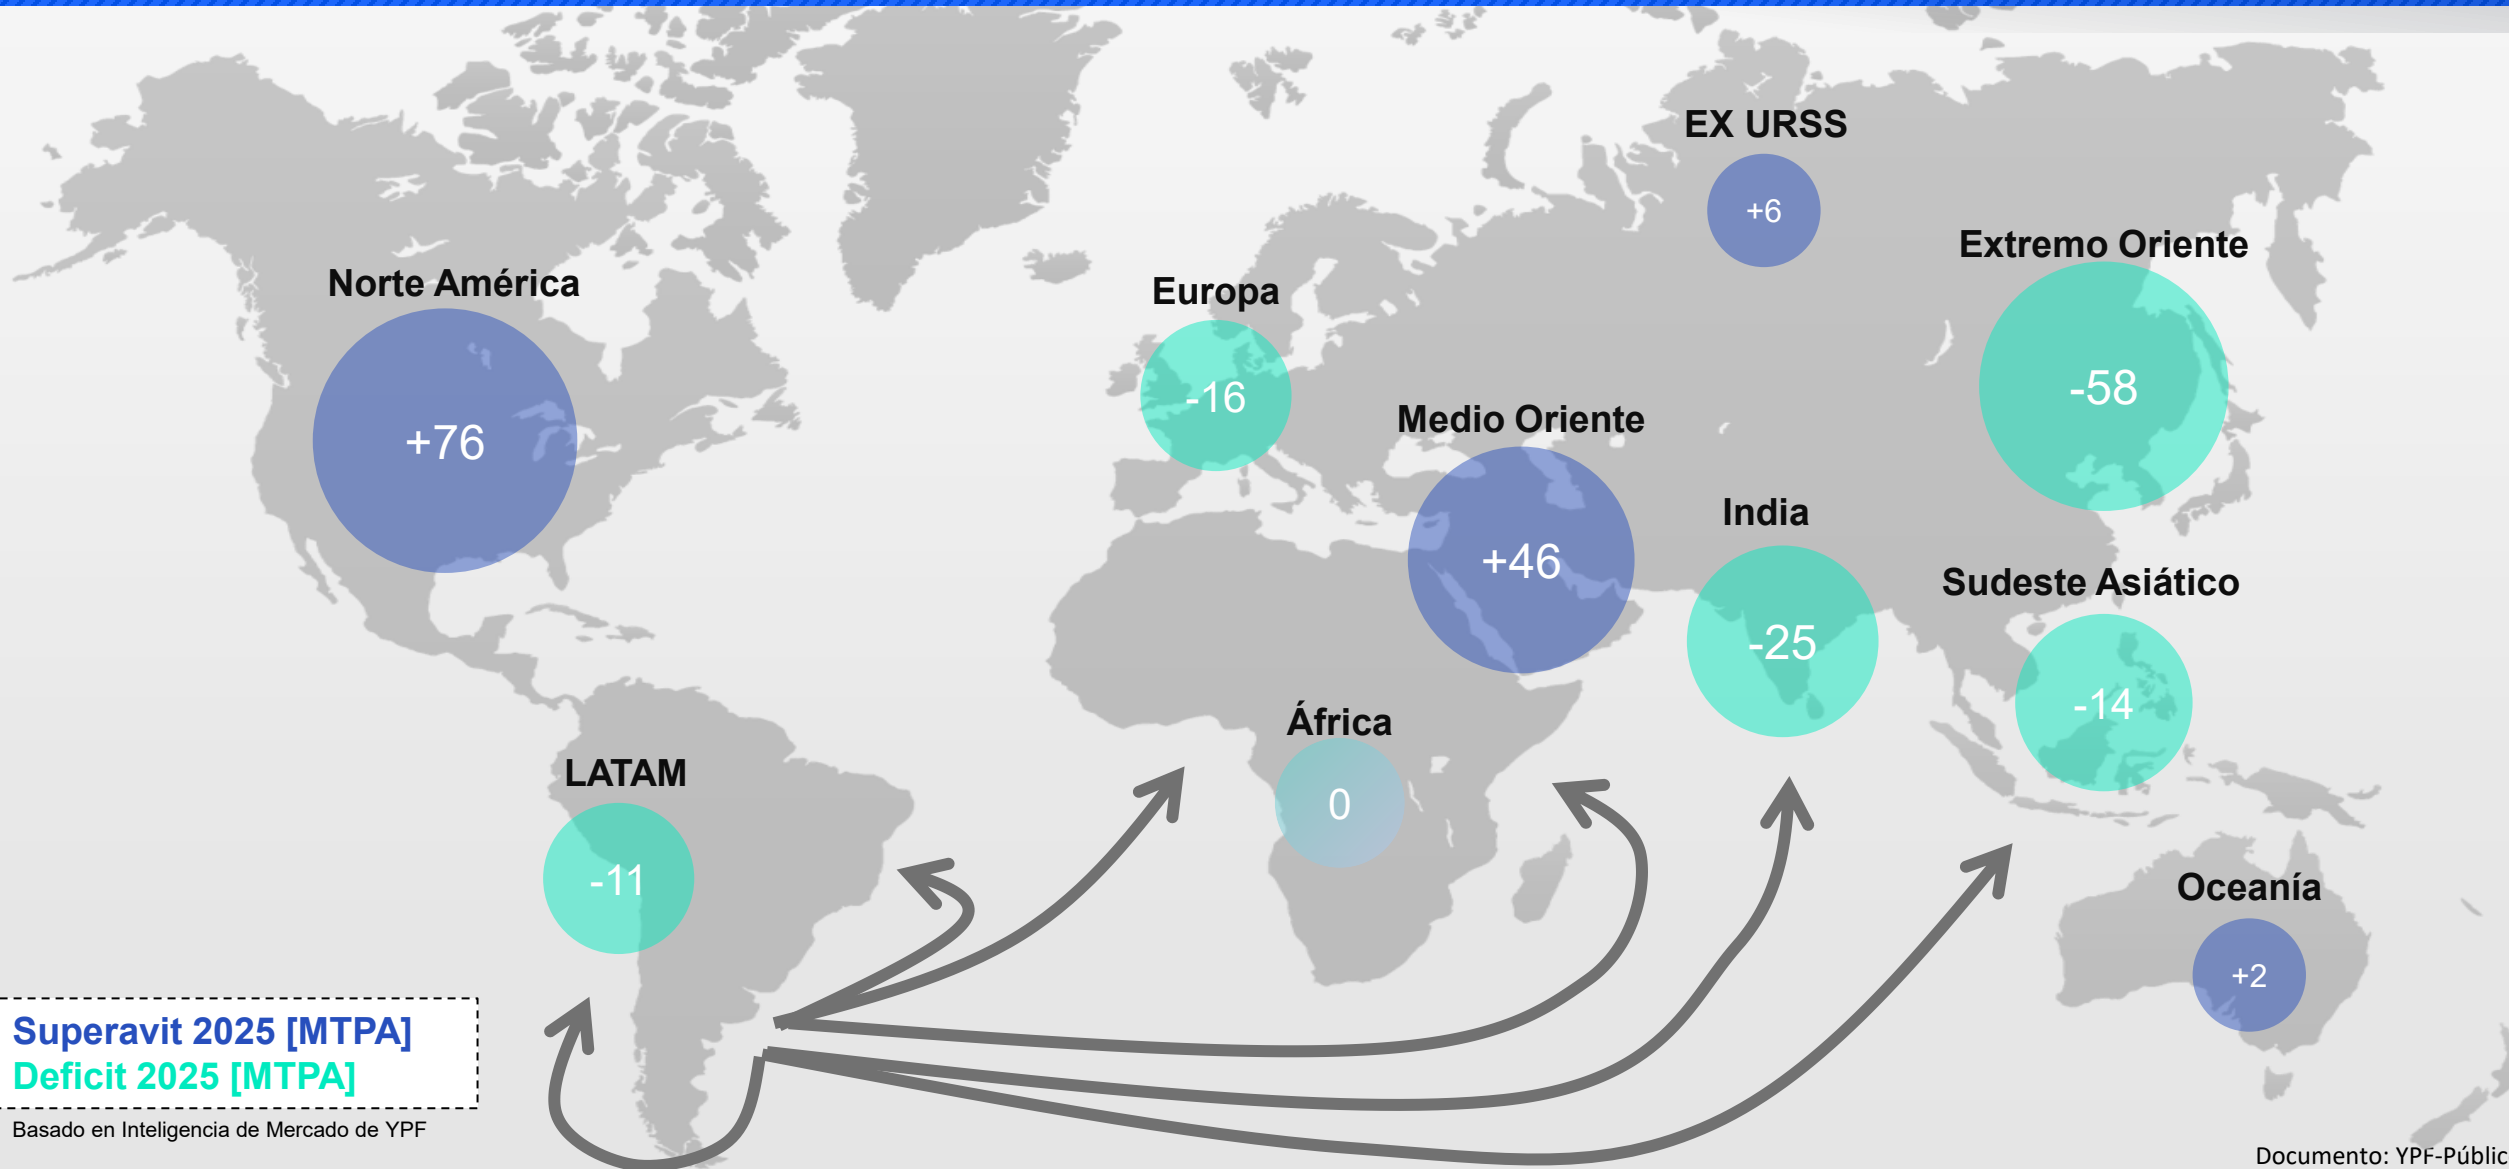 EX URSS
+6
Extremo Oriente
-58
Norte América
+76
Europa
-16
Medio Oriente
+46
India
-25
Sudeste Asiático
-14
África
0
LATAM
-11
Oceanía
+2
Superavit 2025 [MTPA]
Deficit 2025 [MTPA]
Basado en Inteligencia de Mercado de YPF
Documento: YPF-Públic